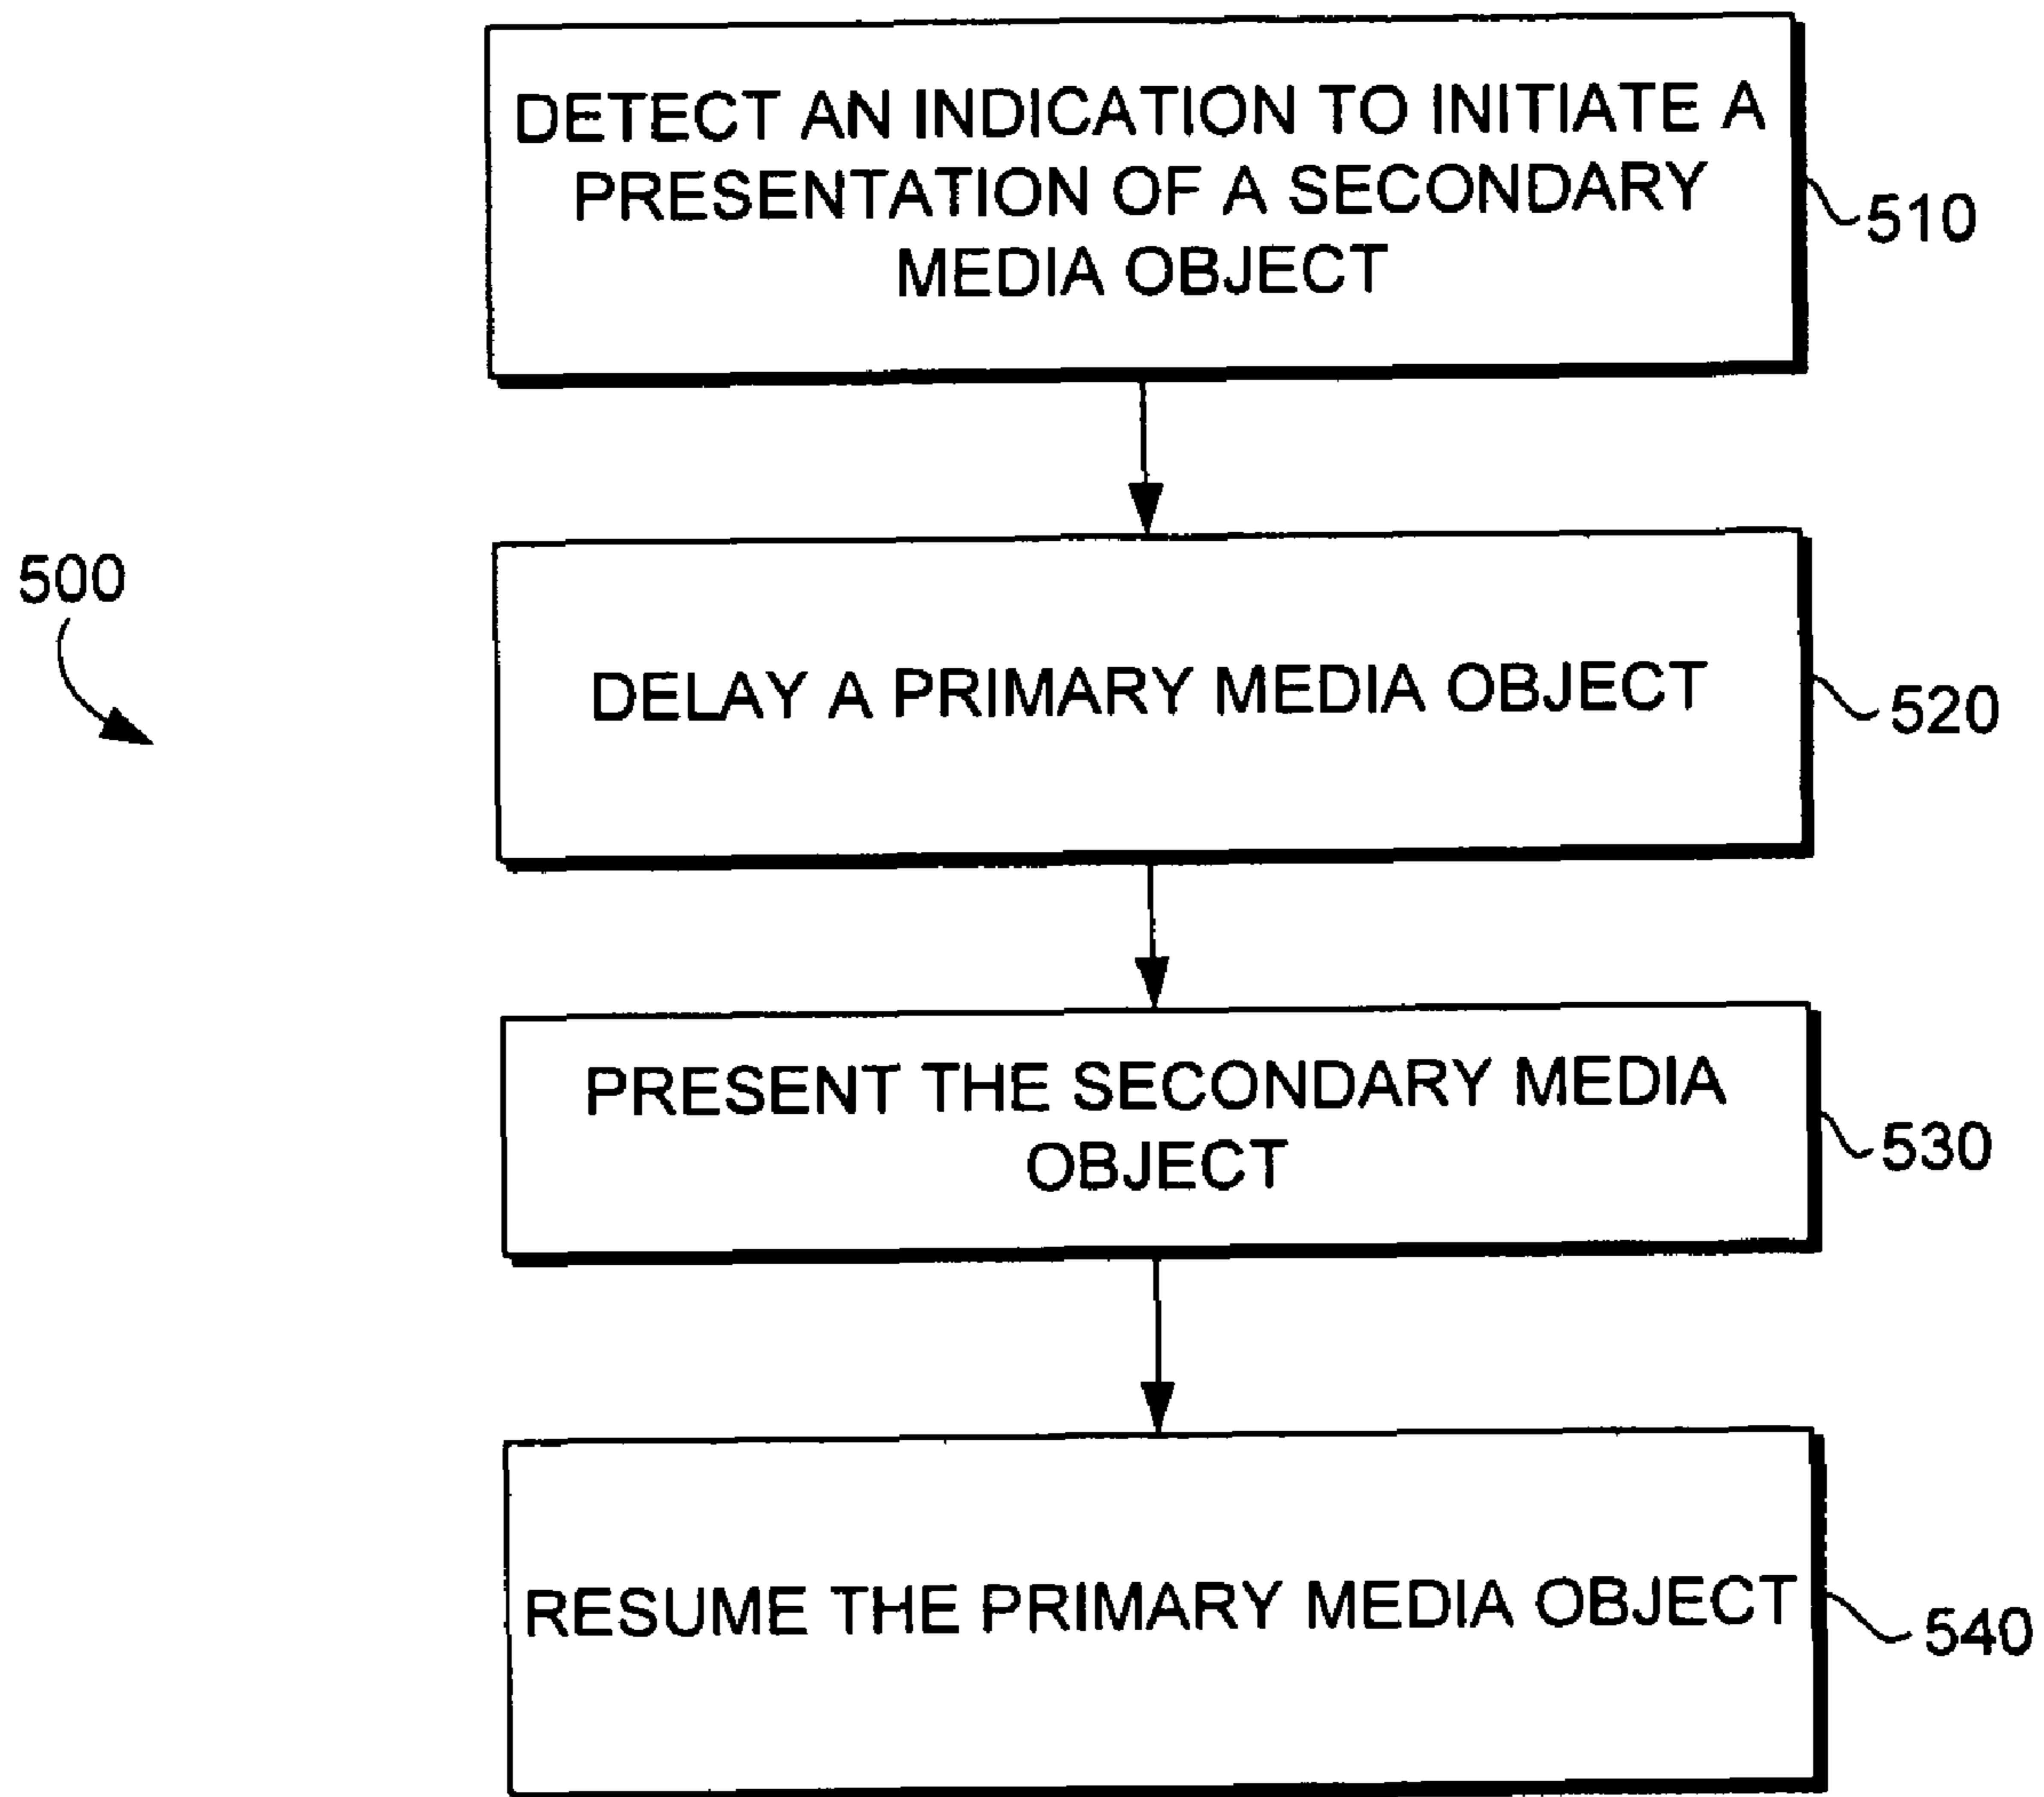 DETECT AN INDICATION TO INITIATE A
PRESENTATION OF A SECONDARY
MEDIA OBJECT
510
500
DELAY A PRIMARY MEDIA OBJECT
520
PRESENT THE SECONDARY MEDIA
OBJECT
530
RESUME THE PRIMARY MEDIA OBJECT
540